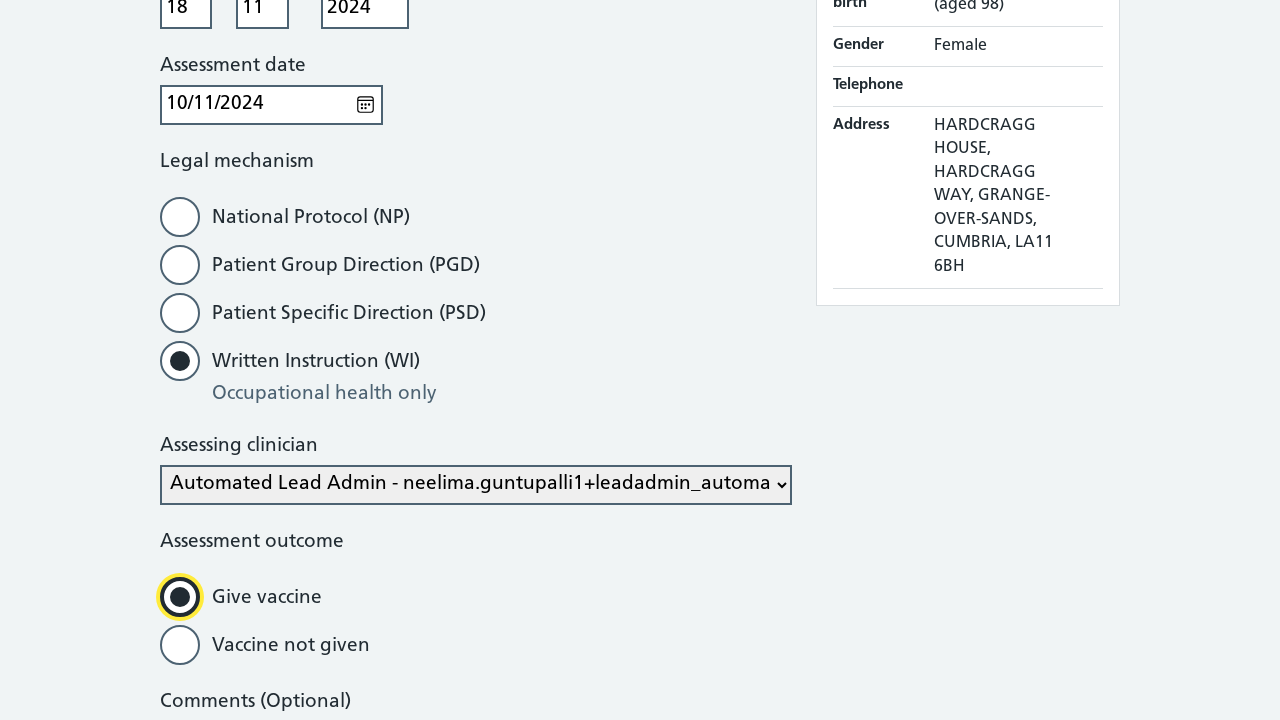 18 11 2024
Assessment date
10/11/2024
Legal mechanism
National Protocol (NP)
Patient Group Direction (PGD)
Patient Specific Direction (PSD)
Written Instruction (WI)
Occupational health only
Assessing clinician
Automated Lead Admin - neelima.guntupalli1+leadadmin_automa
Assessment outcome
Give vaccine
Vaccine not given
Comments (Optional)
birth (aged 98)
Gender Female
Telephone
Address HARDCRAGG
HOUSE,
HARDCRAGG
WAY, GRANGE-
OVER-SANDS,
CUMBRIA, LA11
6BH